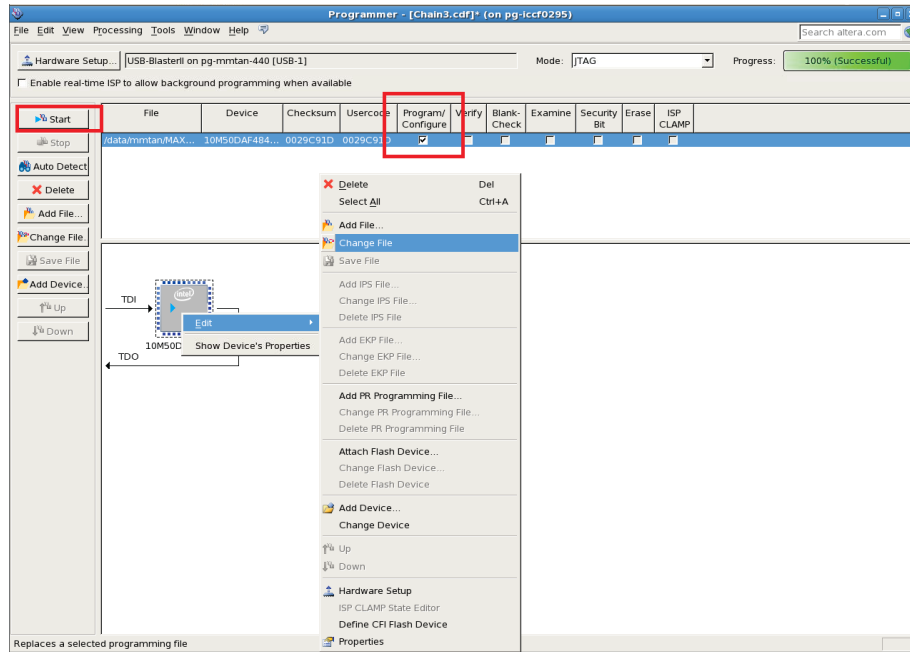 Programmer - [Chain3.cdf]* (on pg-iccf0295)
File Edit View Processing Tools Window Help
Search altera.com
Hardware Setup... USB-BlasterII on pg-mmtan-440 [USB-1] Mode: JTAG Progress: 100% (Successful)
Enable real-time ISP to allow background programming when available
Start
Stop
Auto Detect
Delete
Add File...
Change File.
Save File
Add Device.
Up
Down
File Device Checksum Usercode Program/ Configure Verify Blank- Check Examine Security Bit Erase ISP CLAMP
/data/mmtan/MAX... 10M50DAF484... 0029C91D 0029C91D
TDI
intel
10M50D
TDO
Edit
Show Device's Properties
Delete Del
Select All Ctrl+A
Add File...
Change File
Save File
Add IPS File...
Change IPS File...
Delete IPS File
Add EKP File...
Change EKP File...
Delete EKP File
Add PR Programming File...
Change PR Programming File...
Delete PR Programming File
Attach Flash Device...
Change Flash Device...
Delete Flash Device
Add Device...
Change Device
Up
Down
Hardware Setup
ISP CLAMP State Editor
Define CFI Flash Device
Properties
Replaces a selected programming file